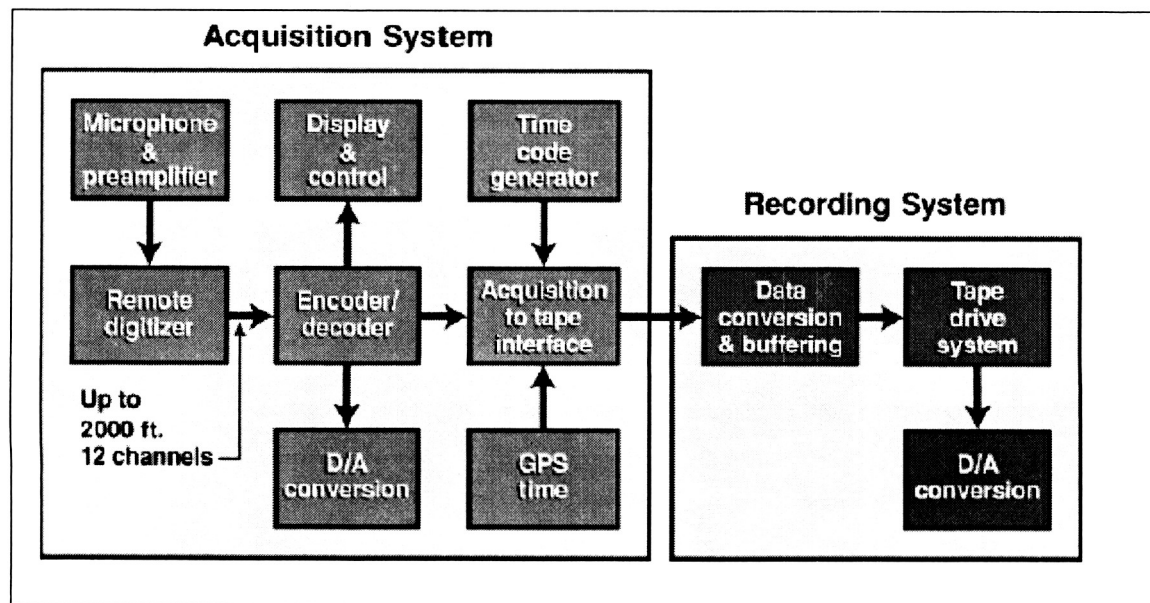 Acquisition System
Microphone
&
preamplifier
Display
&
control
Time
code
generator
Remote
digitizer
Encoder/
decoder
Acquisition
to tape
interface
Up to
2000 ft.
12 channels
D/A
conversion
GPS
time
Recording System
Data
conversion
& buffering
Tape
drive
system
D/A
conversion